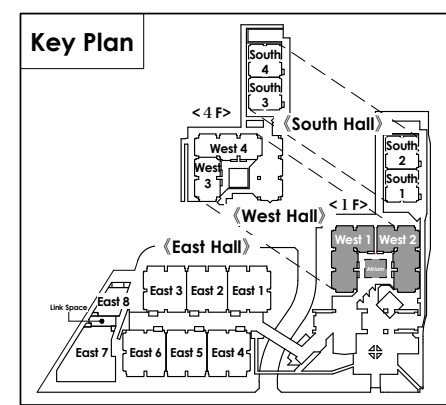 Key Plan
South
4
South
3
< 4 F>
《South Hall》
West 4
West
3
South
2
South
1
< 1 F>
《West Hall》
West 1
West 2
Atrium
《East Hall》
East 8
East 3
East 2
East 1
Link Space
East 7
East 6
East 5
East 4